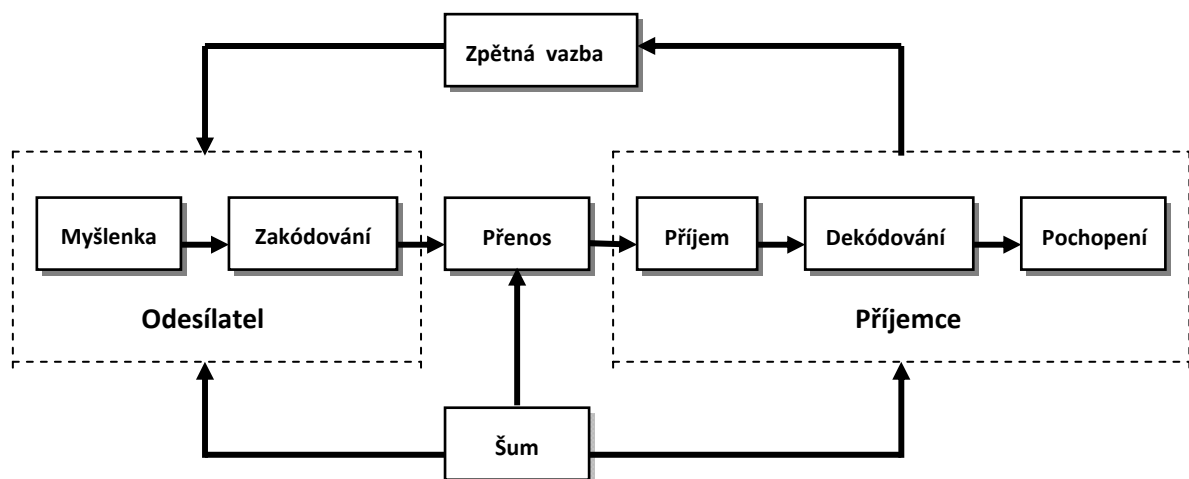 Zpětná vazba
Myšlenka
Zakódování
Přenos
Příjem
Dekódování
Pochopení
Odesílatel
Příjemce
Šum